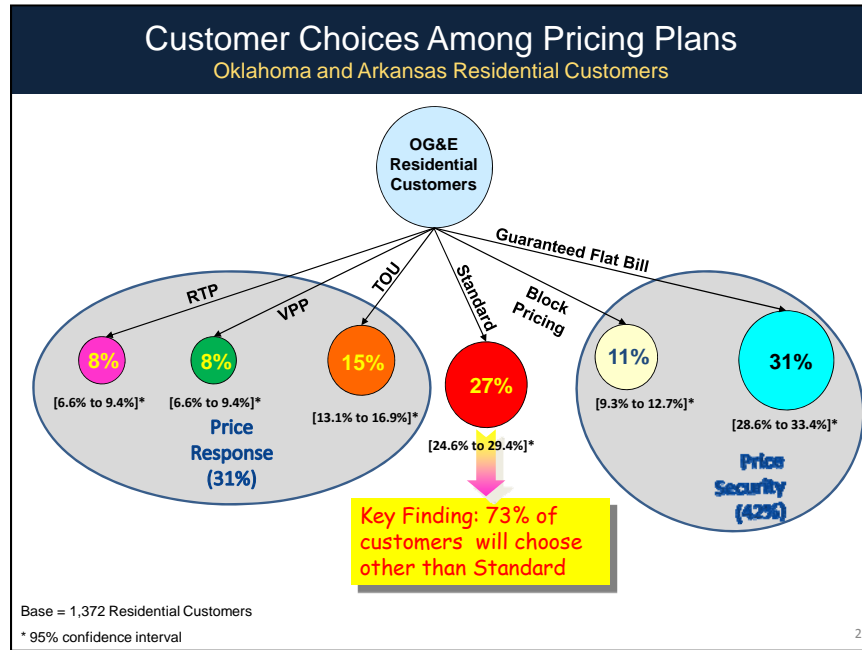 Customer Choices Among Pricing Plans
Oklahoma and Arkansas Residential Customers
OG&E
Residential
Customers
RTP
VPP
TOU
Standard
Block
Pricing
Guaranteed Flat Bill
8%
8%
15%
27%
11%
31%
[6.6% to 9.4%]*
[6.6% to 9.4%]*
[13.1% to 16.9%]*
[24.6% to 29.4%]*
[9.3% to 12.7%]*
[28.6% to 33.4%]*
Price
Response
(31%)
Price
Security
(42%)
Key Finding: 73% of
customers will choose
other than Standard
Base = 1,372 Residential Customers
* 95% confidence interval
2